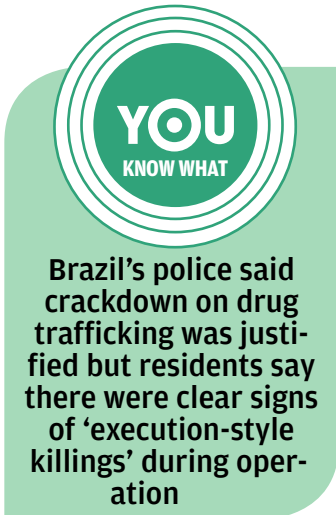 YOU
KNOW WHAT
Brazil’s police said
crackdown on drug
trafficking was justi-
fied but residents say
there were clear signs
of ‘execution-style
killings’ during oper-
ation